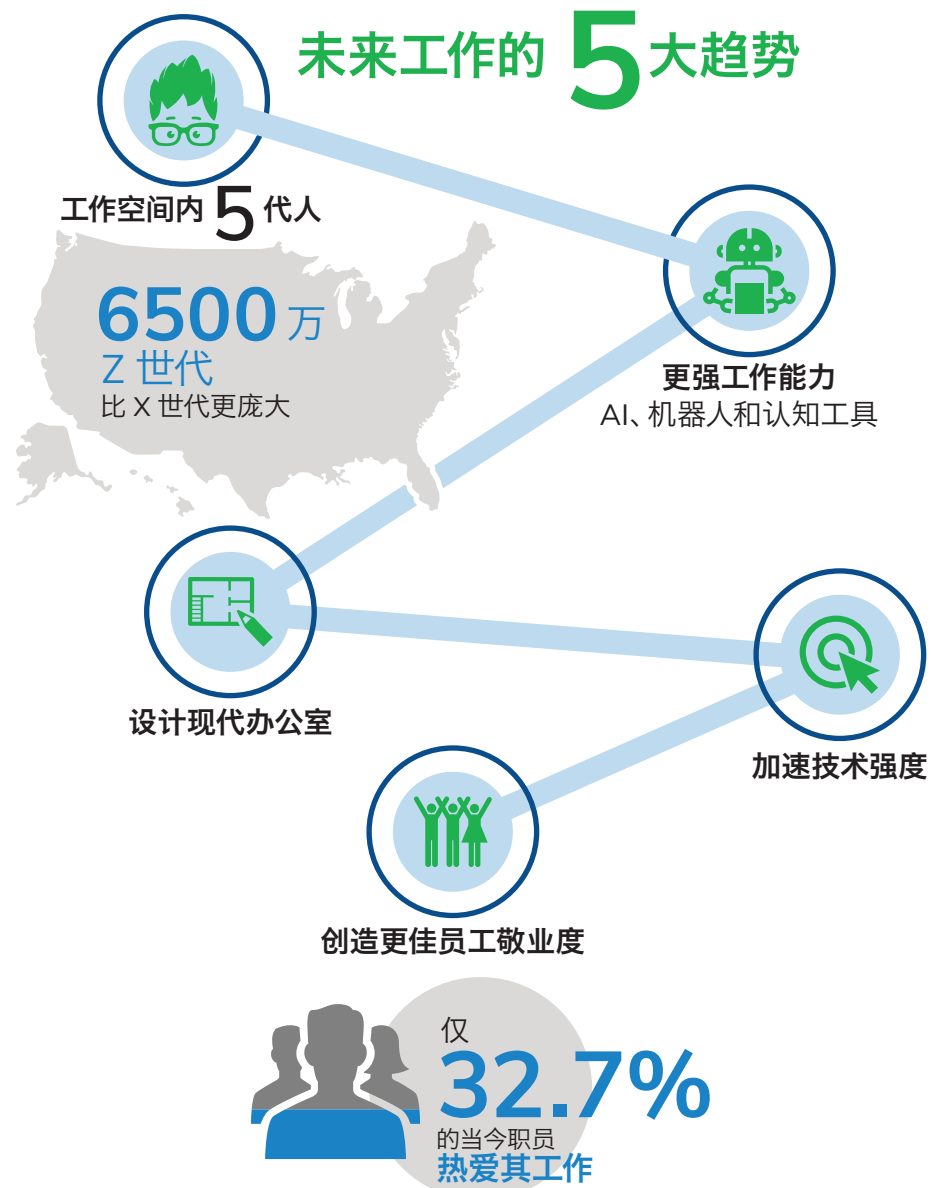 未来工作的 5 大趋势
工作空间内 5 代人
6500 万
Z 世代
比 X 世代更庞大
更强工作能力
AI、机器人和认知工具
设计现代办公室
加速技术强度
创造更佳员工敬业度
仅
32.7%
的当今职员
热爱其工作